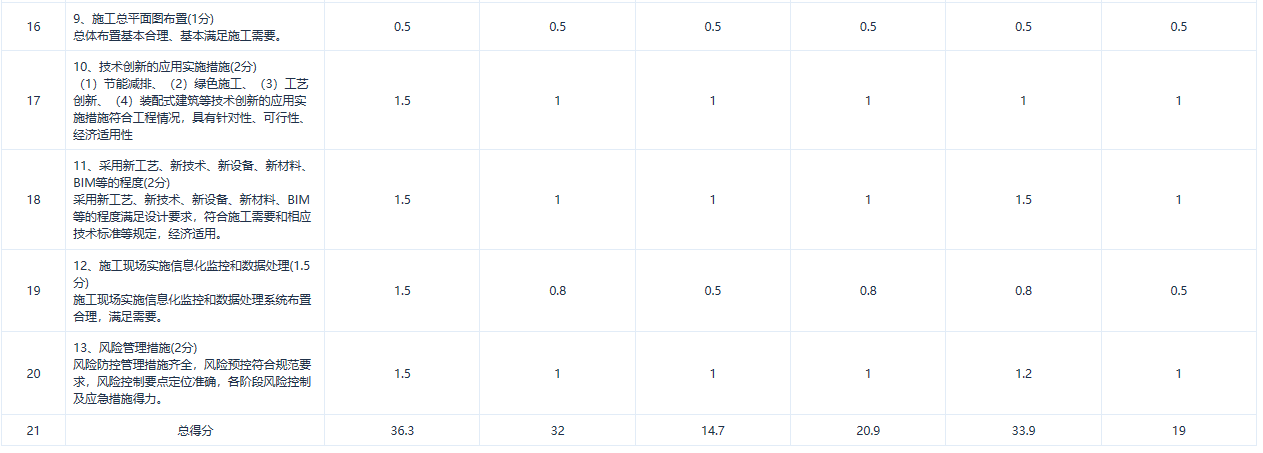 16
9、施工总平面图布置(1分)
总体布置基本合理、基本满足施工需要。
0.5
0.5
0.5
0.5
0.5
0.5
17
10、技术创新的应用实施措施(2分)
（1）节能减排、（2）绿色施工、（3）工艺
创新、（4）装配式建筑等技术创新的应用实
施措施符合工程情况，具有针对性、可行性、
经济适用性
1.5
1
1
1
1
1
18
11、采用新工艺、新技术、新设备、新材料、
BIM等的程度(2分)
采用新工艺、新技术、新设备、新材料、BIM
等的程度满足设计要求，符合施工需要和相应
技术标准等规定，经济适用。
1.5
1
1
1
1.5
1
19
12、施工现场实施信息化监控和数据处理(1.5
分)
施工现场实施信息化监控和数据处理系统布置
合理，满足需要。
1.5
0.8
0.5
0.8
0.8
0.5
20
13、风险管理措施(2分)
风险防控管理措施齐全，风险预控符合规范要
求，风险控制要点定位准确，各阶段风险控制
及应急措施得力。
1.5
1
1
1
1.2
1
21
总得分
36.3
32
14.7
20.9
33.9
19